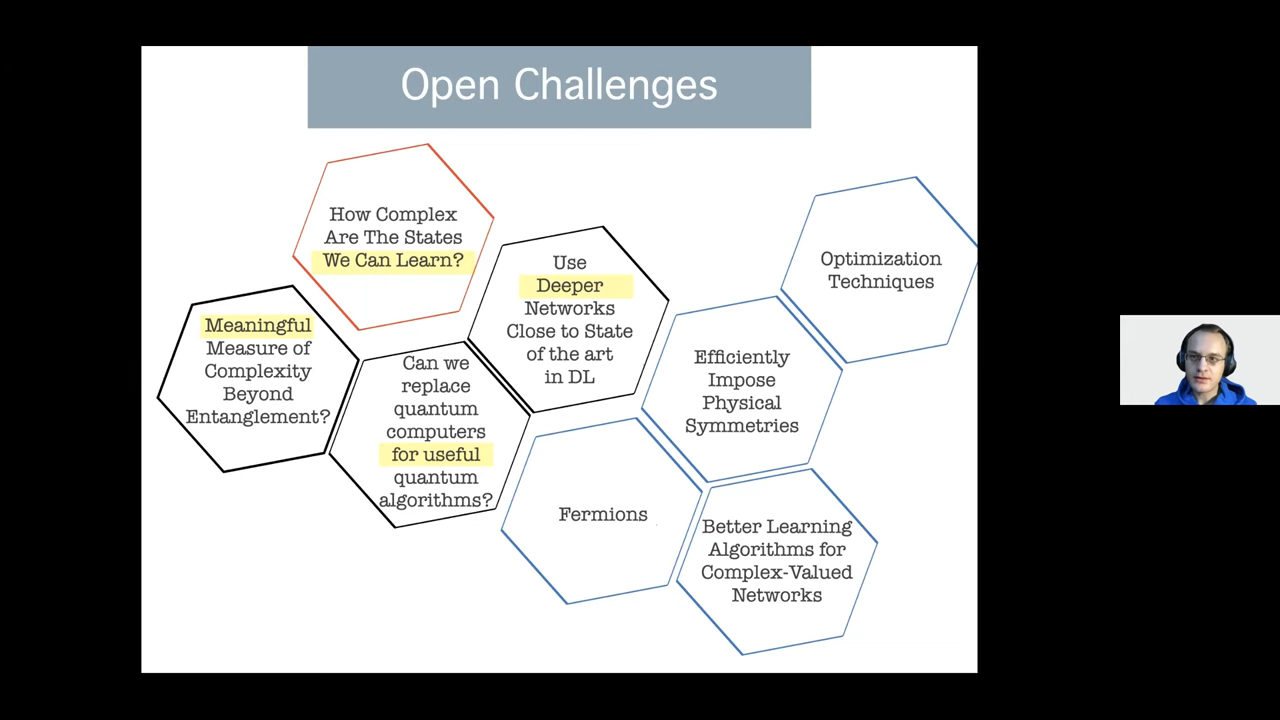 Open Challenges
How Complex
Are The States
We Can Learn?
Meaningful
Measure of
Complexity
Beyond
Entanglement?
Can we
replace
quantum
computers
for useful
quantum
algorithms?
Use
Deeper
Networks
Close to State
of the art
in DL
Efficiently
Impose
Physical
Symmetries
Optimization
Techniques
Fermions
Better Learning
Algorithms for
Complex-Valued
Networks